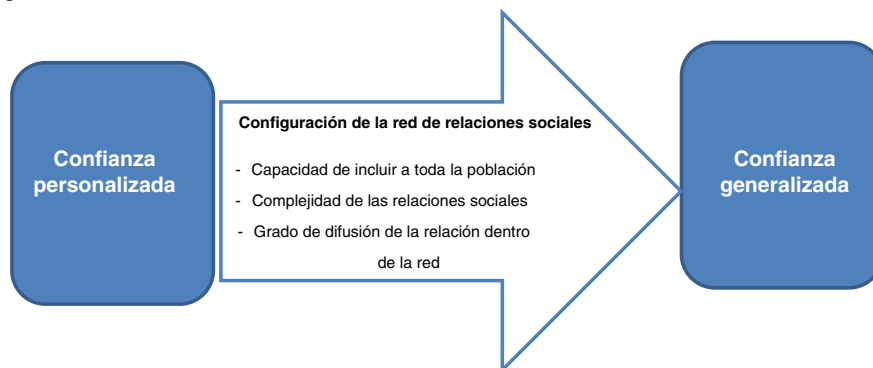 Confianza
personalizada
Configuración de la red de relaciones sociales
- Capacidad de incluir a toda la población
- Complejidad de las relaciones sociales
- Grado de difusión de la relación dentro
de la red
Confianza
generalizada